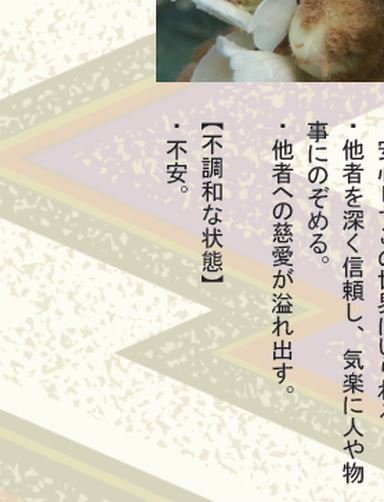 ・他者を深く信頼し、気楽に人や物
事にのぞめる。
・他者への慈愛が溢れ出す。
【不調和な状態】
・不安。